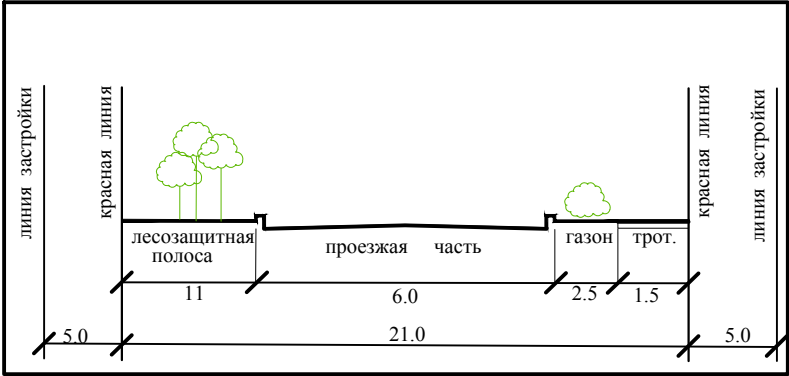 линия застройки
красная линия
красная линия
линия застройки
лесозащитная
полоса
проезжая часть
газон
трот.
11
6.0
2.5
1.5
5.0
21.0
5.0